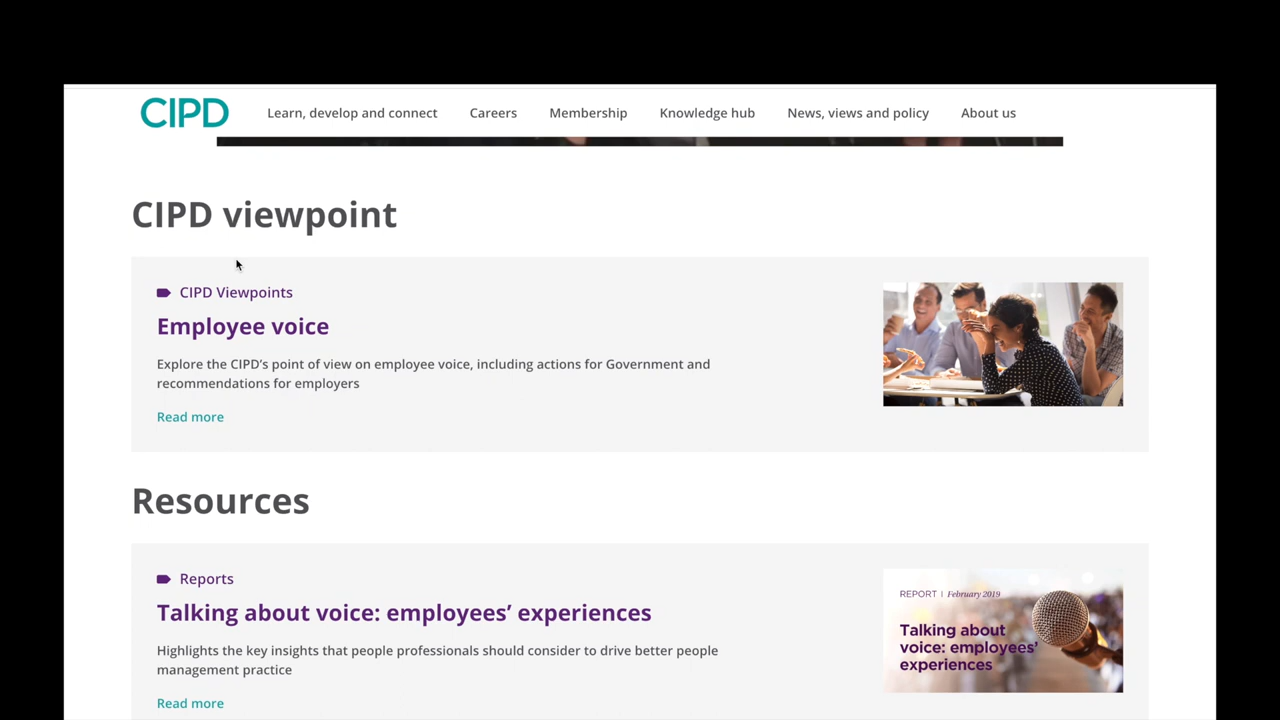 CIPD
Learn, develop and connect
Careers
Membership
Knowledge hub
News, views and policy
About us
CIPD viewpoint
CIPD Viewpoints
Employee voice
Explore the CIPD's point of view on employee voice, including actions for Government and
recommendations for employers
Read more
Resources
Reports
Talking about voice: employees’ experiences
Highlights the key insights that people professionals should consider to drive better people
management practice
Read more
REPORT | February 2019
Talking about
voice: employees’
experiences